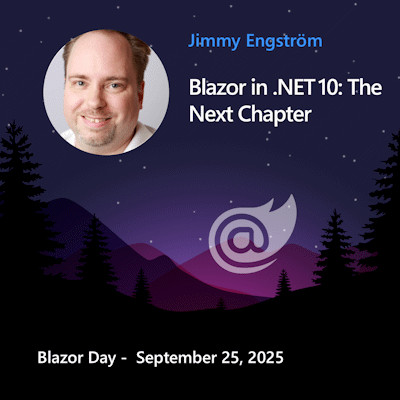 Jimmy Engström
Blazor in .NET 10: The
Next Chapter
@
Blazor Day - September 25, 2025